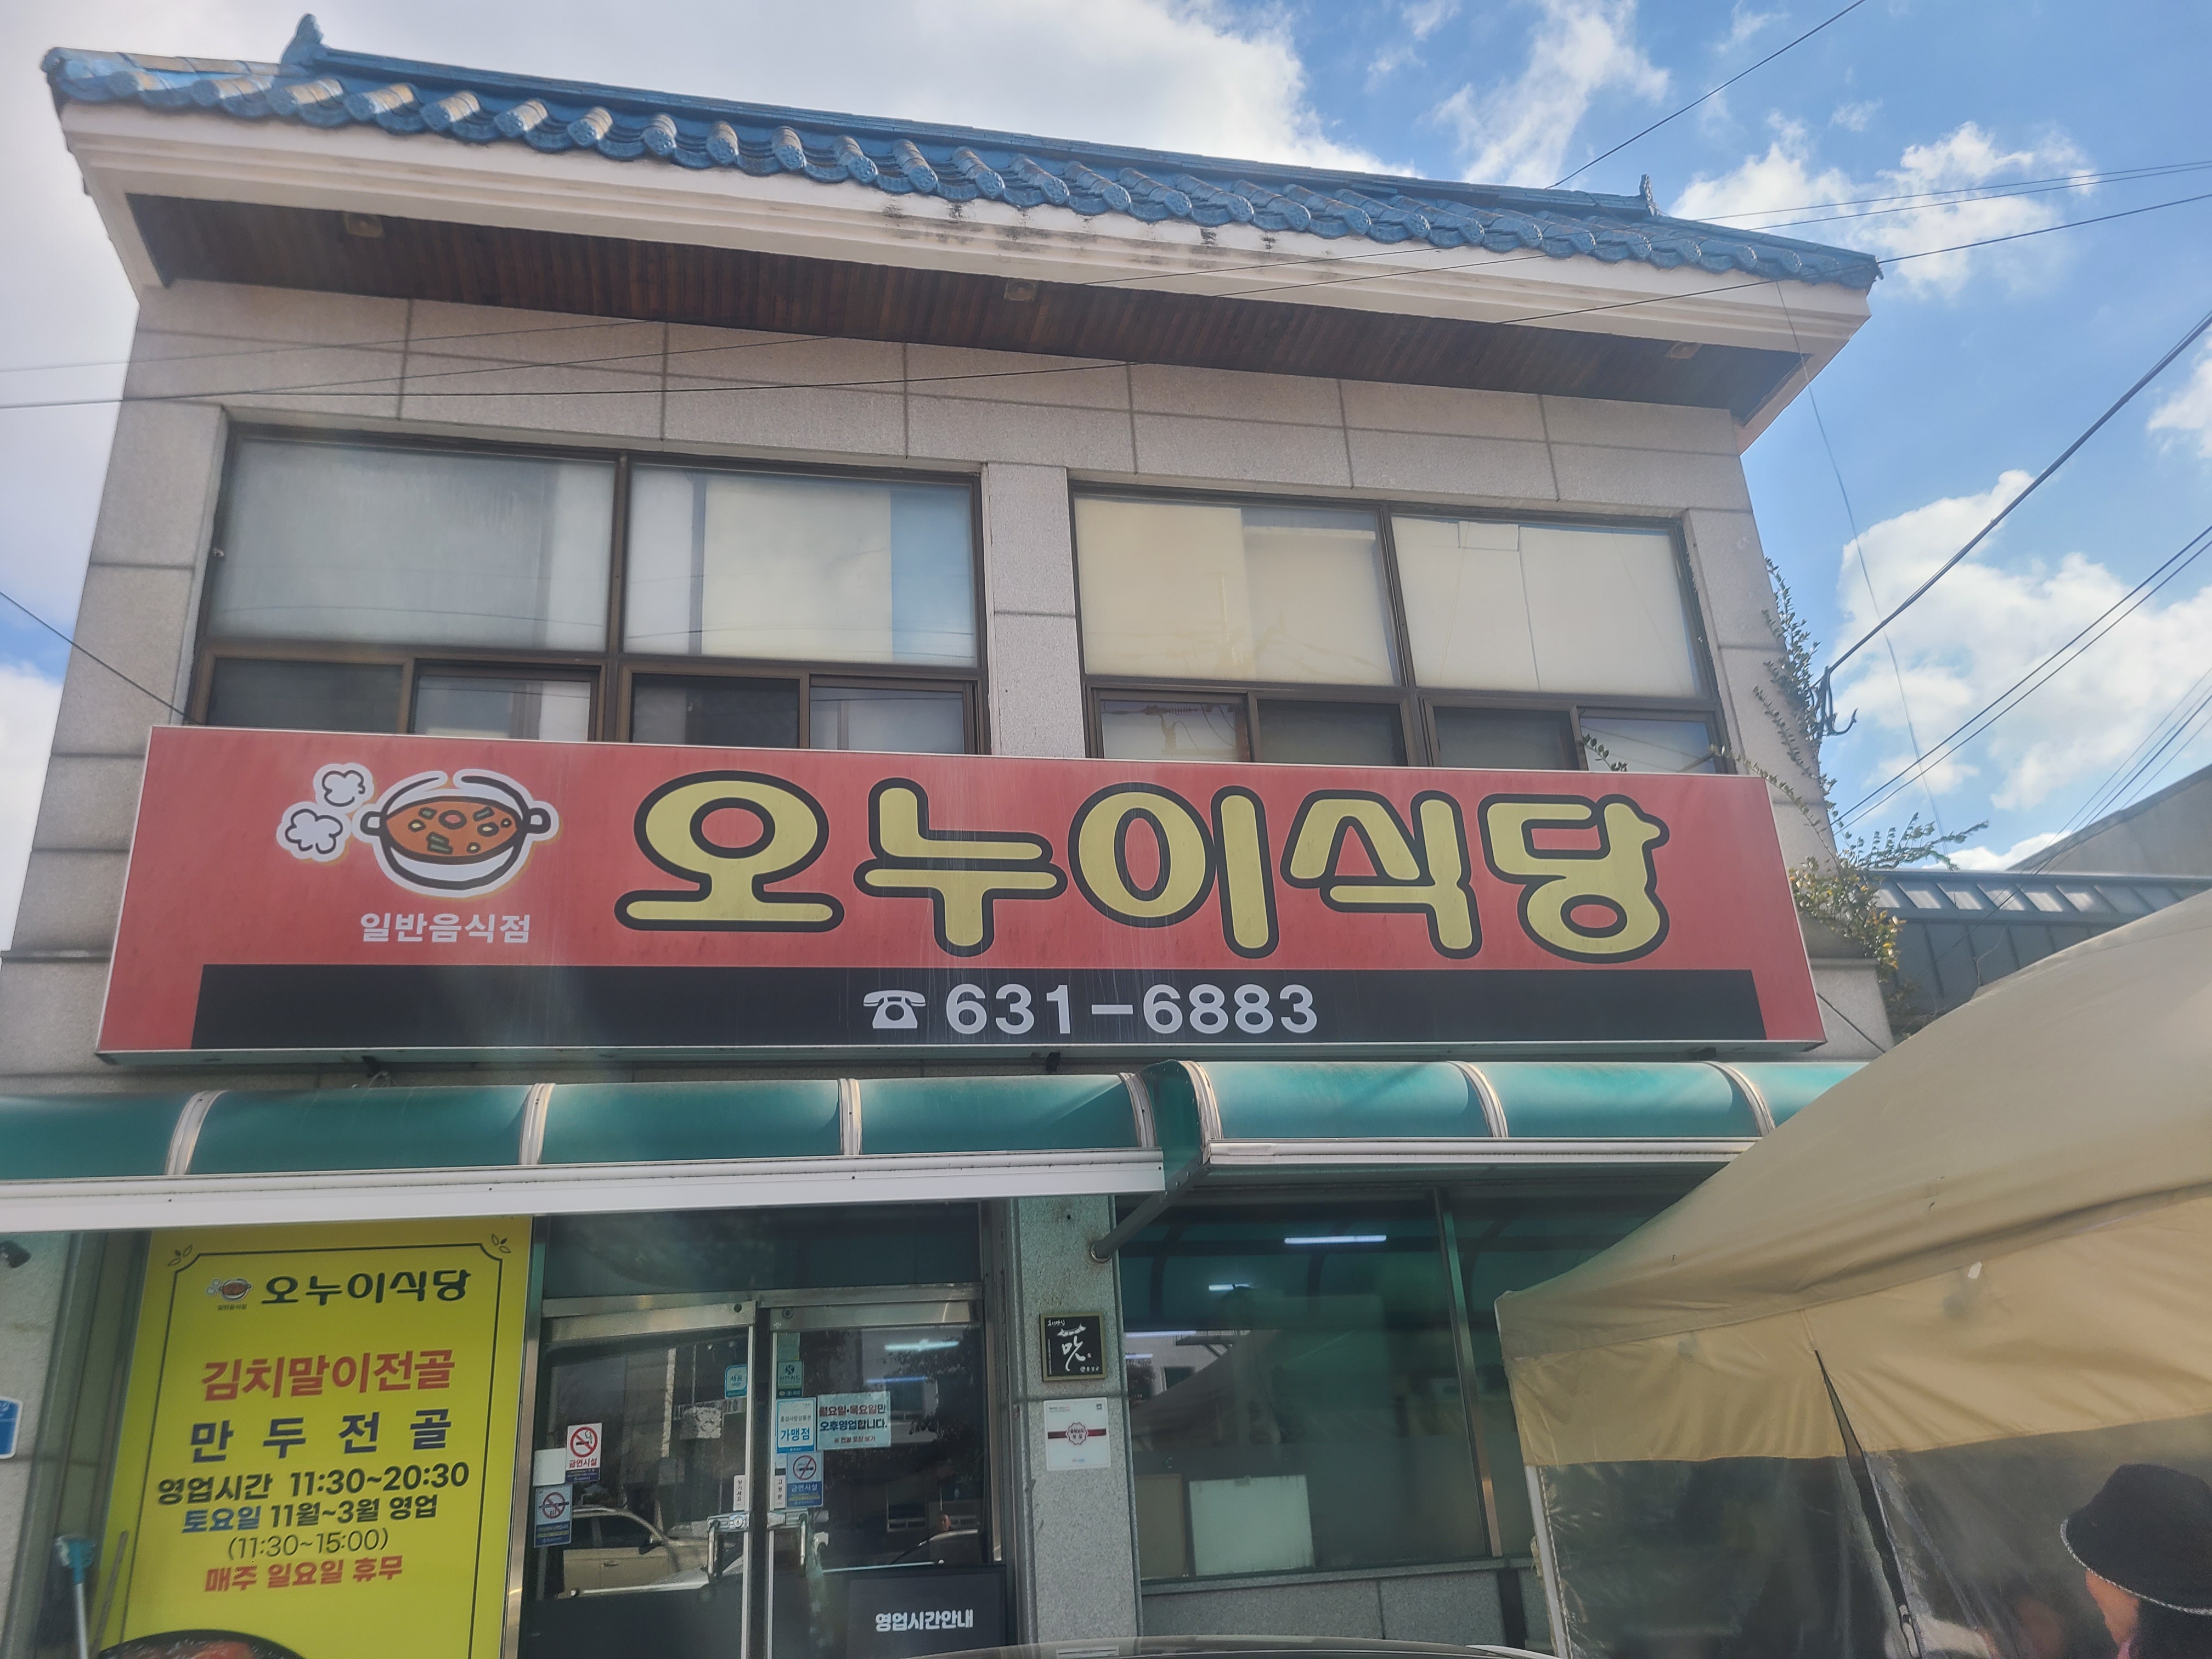 일반음식점
오누이식당
☎631-6883
오누이식당
김치말이전골
만두전골
영업시간 11:30~20:30
토요일 11월~3월 영업
(11:30~15:00)
매주 일요일 휴무
금연시설
가맹점
월요일·목요일만
오후영업합니다.
금연시설
영업시간안내